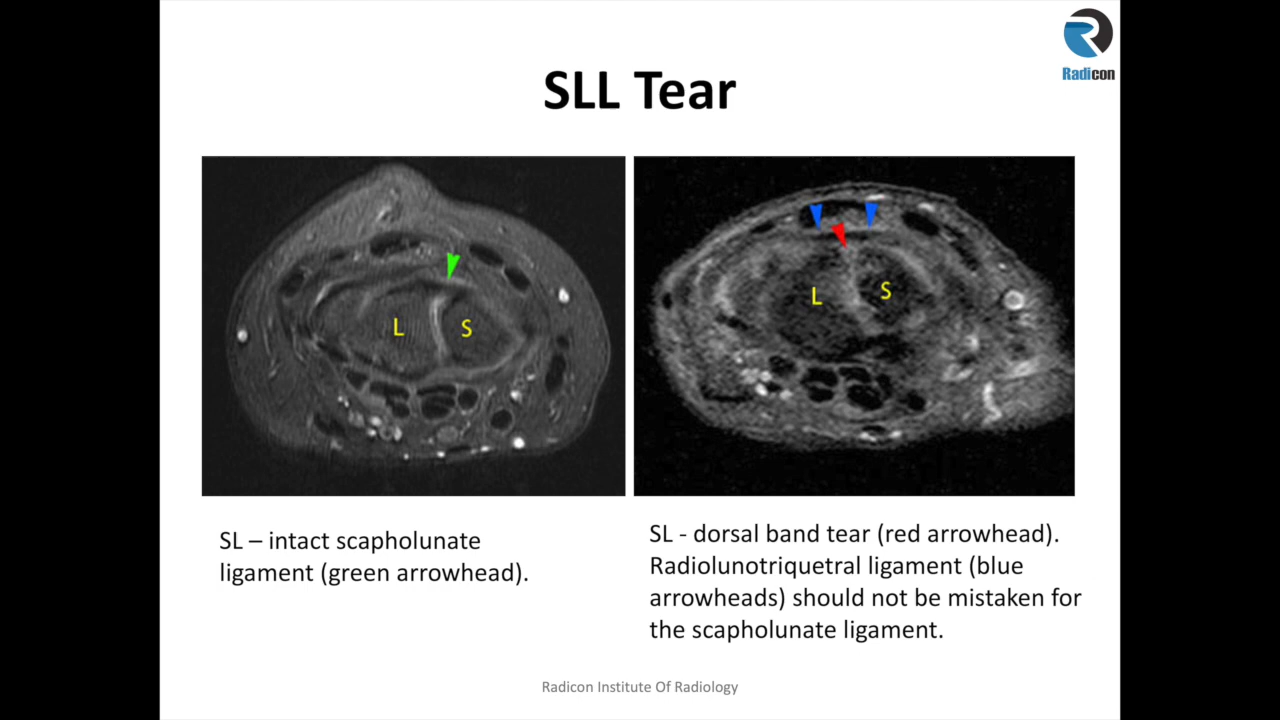 Radicon
SLL Tear
L
S
L
S
SL – intact scapholunate
ligament (green arrowhead).
SL - dorsal band tear (red arrowhead).
Radiolunotriquetral ligament (blue
arrowheads) should not be mistaken for
the scapholunate ligament.
Radicon Institute Of Radiology